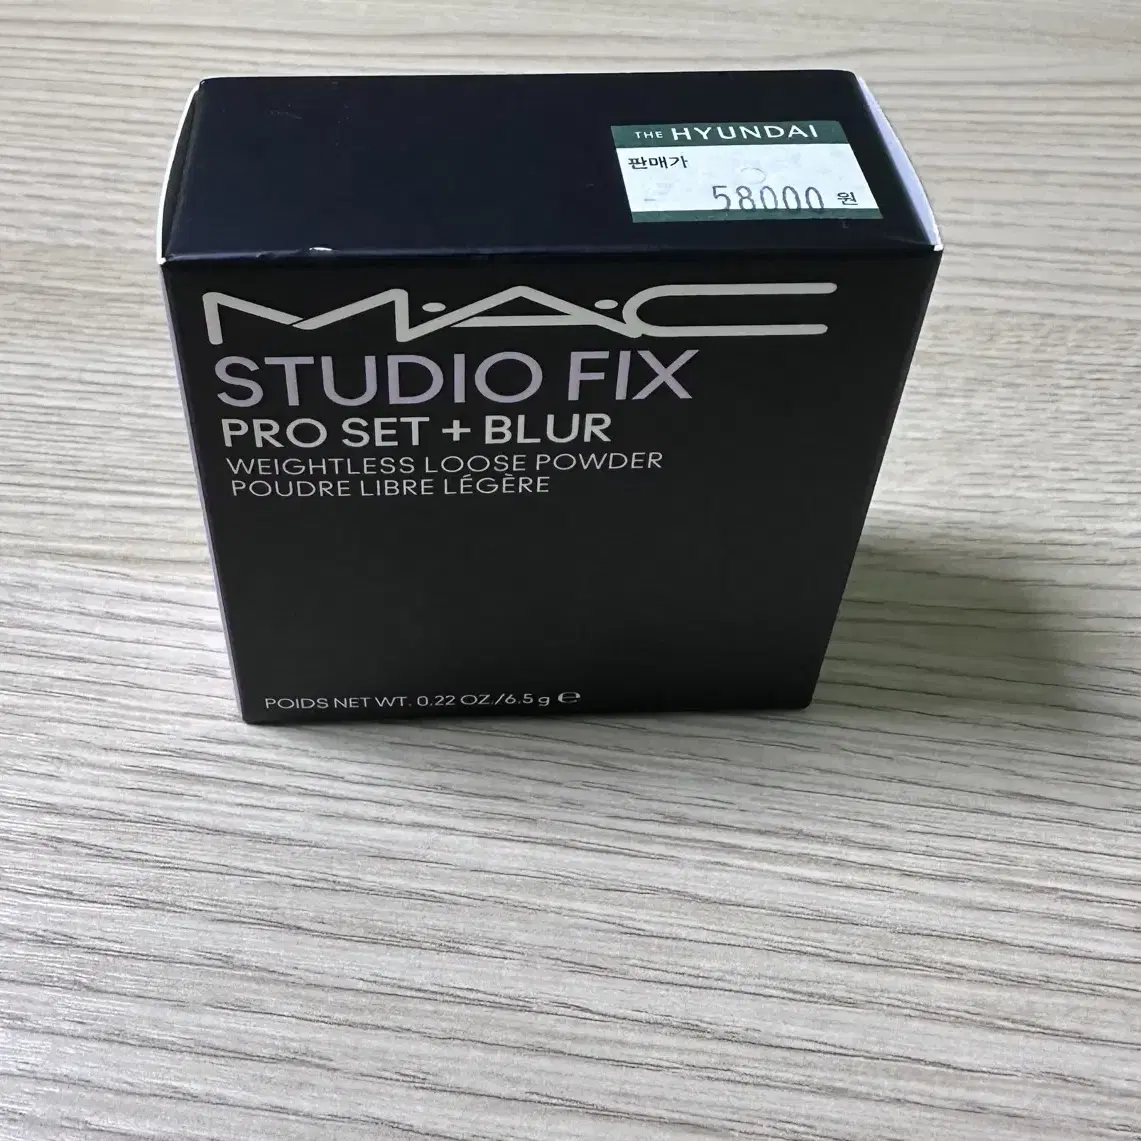 THE HYUNDAI
판매가
58000 원
M·A·C
STUDIO FIX
PRO SET + BLUR
WEIGHTLESS LOOSE POWDER
POUDRE LIBRE LÉGÈRE
POIDS NET WT. 0.22 OZ./6.5 g ℮